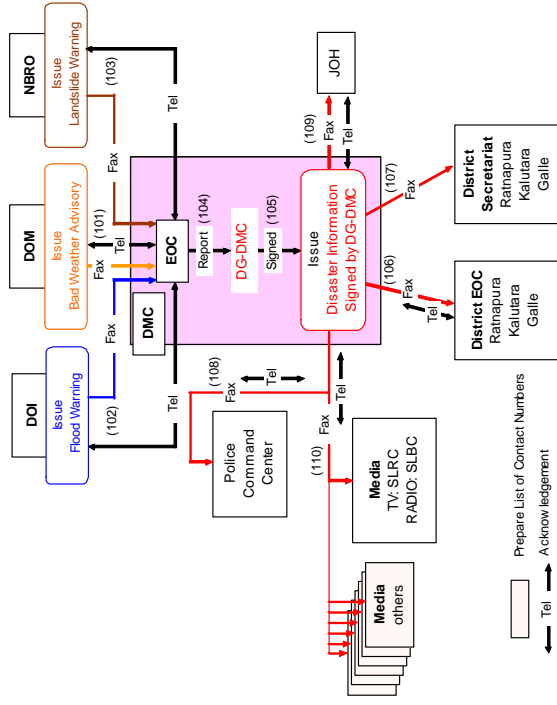 DOI
Issue
Flood Warning
DOM
Issue
Bad Weather Advisory
NBRO
Issue
Landslide Warning
(102)
Fax
Tel
Fax
(101)
Tel
Fax
(103)
Tel
DMC
EOC
Report
(104)
DG-DMC
Signed
(105)
Issue
Disaster Information
Signed by DG-DMC
(108)
Fax
Tel
Police
Command
Center
(109)
Fax
Tel
JOH
(110)
Fax
Tel
Media
TV: SLRC
RADIO: SLBC
Media
others
(106)
Fax
Tel
District EOC
Ratnapura
Kalutara
Galle
(107)
Fax
District
Secretariat
Ratnapura
Kalutara
Galle
Prepare List of Contact Numbers
Tel
Acknowledgement